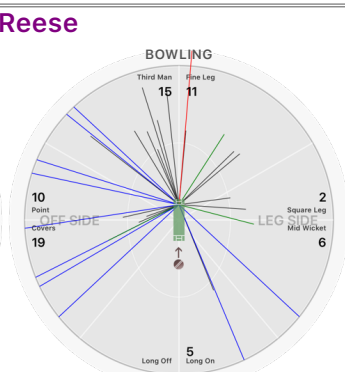 Reese
BOWLING
Third Man Fine Leg
15 11
10 2
Point Square Leg
OFF SIDE LEG SIDE
Covers Mid Wicket
19 6
5
Long Off Long On